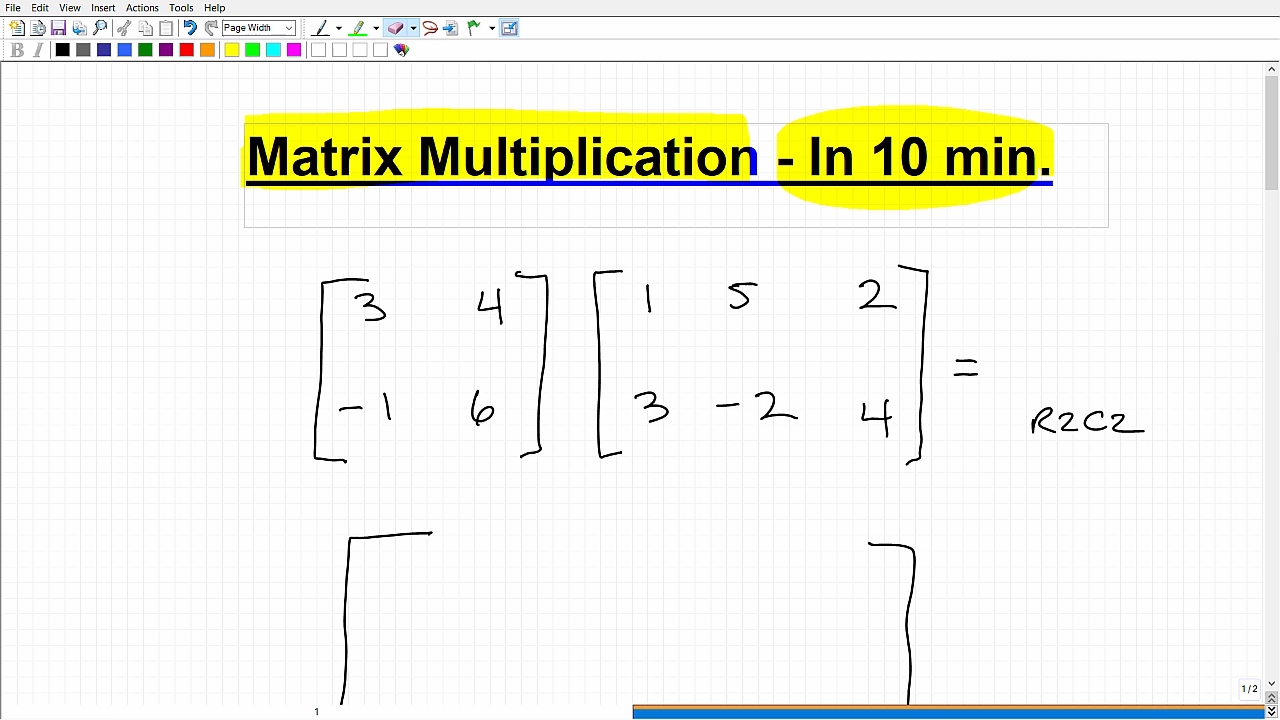 File Edit View Insert Actions Tools Help
Page Width
B I
Matrix Multiplication - In 10 min.
3 4 1 5 2
=
-1 6 3 -2 4
R2C2
1/2
1